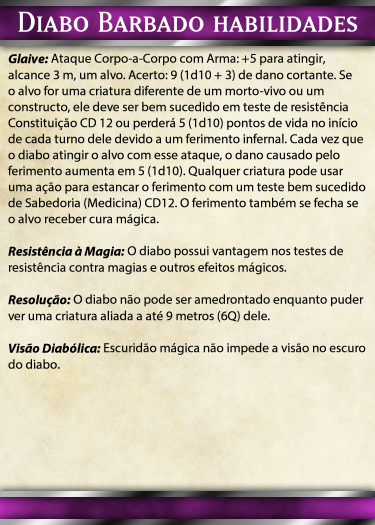 Diabo Barbado habilidades
Glaive: Ataque Corpo-a-Corpo com Arma: +5 para atingir,
alcance 3 m, um alvo. Acerto: 9 (1d10 + 3) de dano cortante. Se
o alvo for uma criatura diferente de um morto-vivo ou um
constructo, ele deve ser bem sucedido em teste de resistência
Constituição CD 12 ou perderá 5 (1d10) pontos de vida no início
de cada turno dele devido a um ferimento infernal. Cada vez que
o diabo atingir o alvo com esse ataque, o dano causado pelo
ferimento aumenta em 5 (1d10). Qualquer criatura pode usar
uma ação para estancar o ferimento com um teste bem sucedido
de Sabedoria (Medicina) CD12. O ferimento também se fecha se
o alvo receber cura mágica.
Resistência à Magia: O diabo possui vantagem nos testes de
resistência contra magias e outros efeitos mágicos.
Resolução: O diabo não pode ser amedrontado enquanto puder
ver uma criatura aliada a até 9 metros (6Q) dele.
Visão Diabólica: Escuridão mágica não impede a visão no escuro
do diabo.